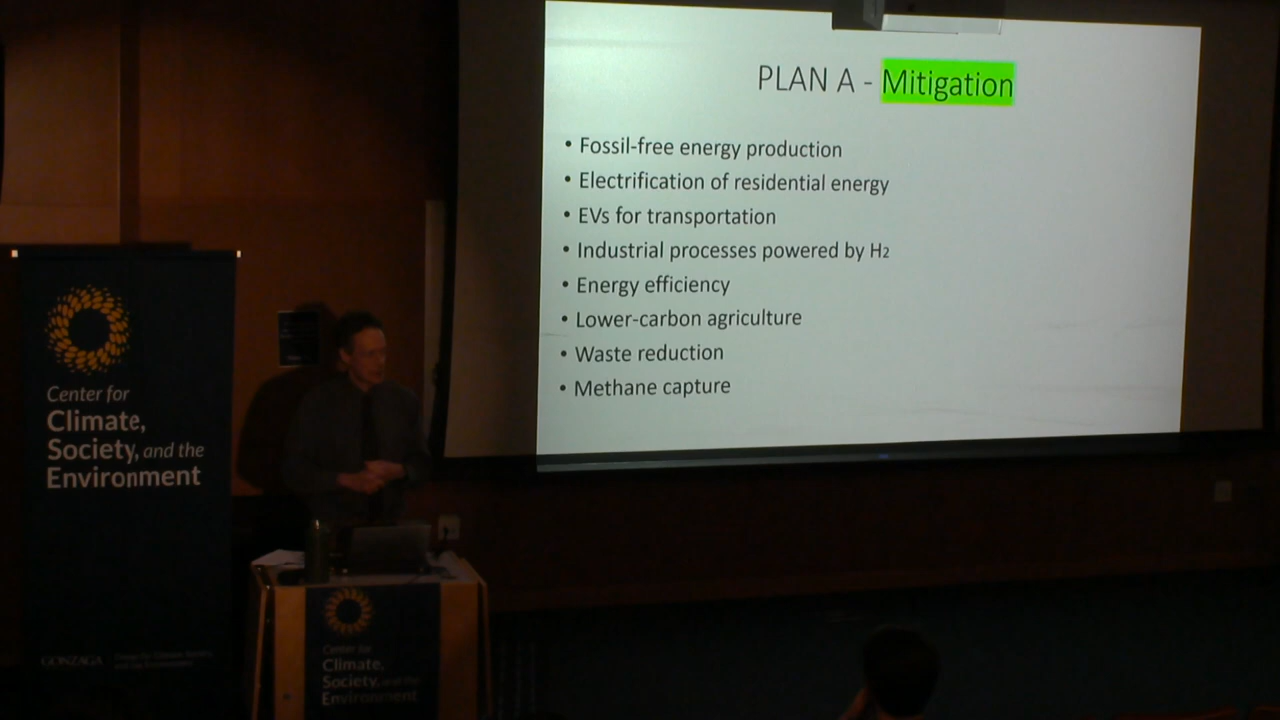 PLAN A - Mitigation
• Fossil-free energy production
• Electrification of residential energy
• EVs for transportation
• Industrial processes powered by H2
• Energy efficiency
• Lower-carbon agriculture
• Waste reduction
• Methane capture
Center for
Climate,
Society, and the
Environment
GONZAGA
Center for
Climate,
Society, and the
Environment